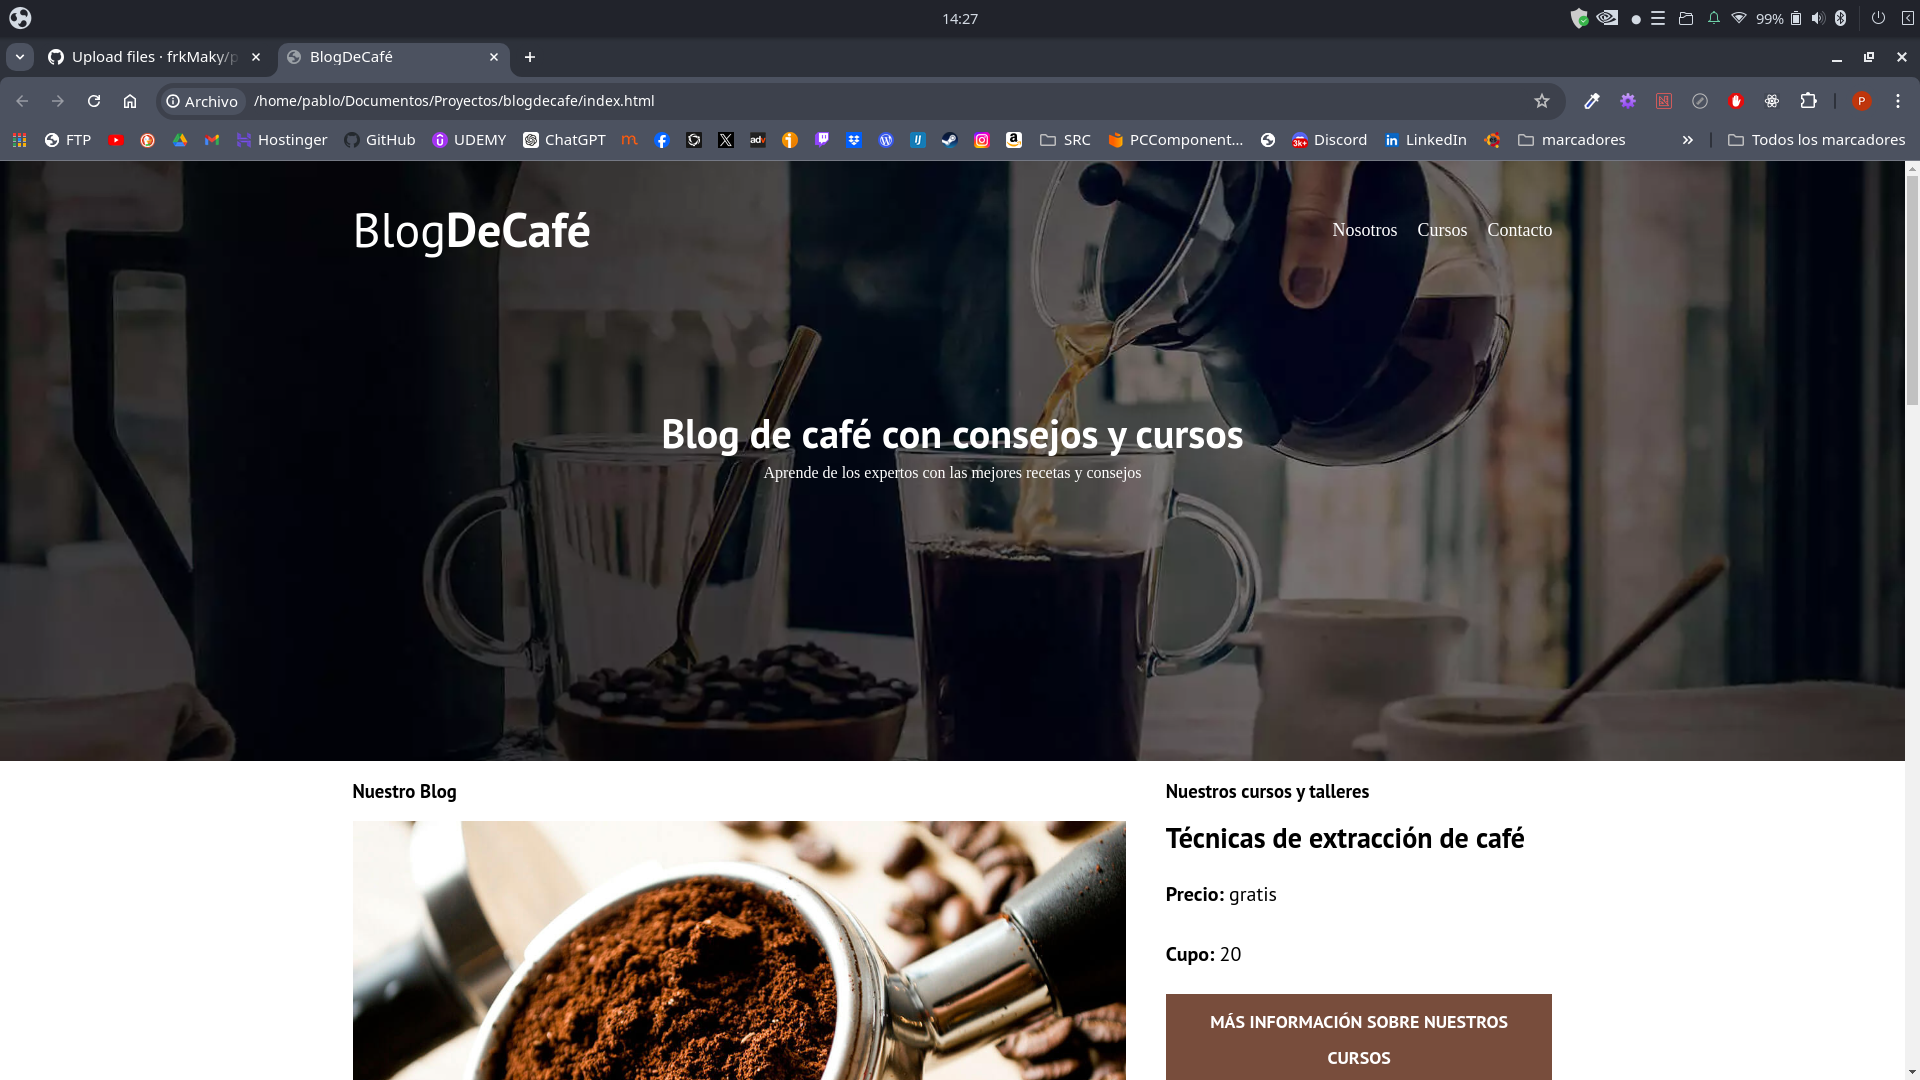 14:27
99%
Upload files · frkMaky/p
BlogDeCafé
Archivo
/home/pablo/Documentos/Proyectos/blogdecafe/index.html
P
FTP
Hostinger
GitHub
UDEMY
ChatGPT
adv
SRC
PCComponent...
3k+
Discord
LinkedIn
marcadores
Todos los marcadores
BlogDeCafé
Nosotros Cursos Contacto
Blog de café con consejos y cursos
Aprende de los expertos con las mejores recetas y consejos
Nuestro Blog
Nuestros cursos y talleres
Técnicas de extracción de café
Precio: gratis
Cupo: 20
MÁS INFORMACIÓN SOBRE NUESTROS
CURSOS